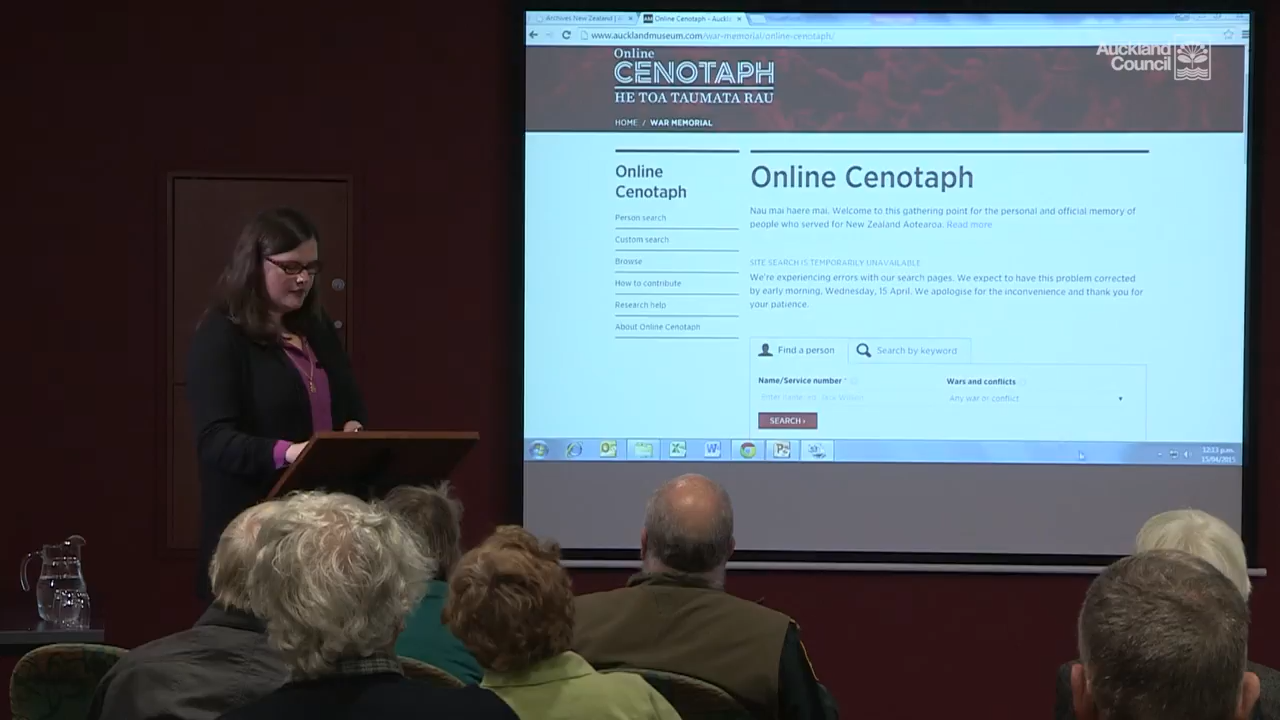 Archives New Zealand |
Online Cenotaph - Auckl
www.aucklandmuseum.com/war-memorial/online-cenotaph/
Auckland
Council
Online
CENOTAPH
HE TOA TAUMATA RAU
HOME / WAR MEMORIAL
Online
Cenotaph
Person search
Custom search
Browse
How to contribute
Research help
About Online Cenotaph
Online Cenotaph
Nau mai haere mai. Welcome to this gathering point for the personal and official memory of
people who served for New Zealand Aotearoa. Read more
SITE SEARCH IS TEMPORARILY UNAVAILABLE
We're experiencing errors with our search pages. We expect to have this problem corrected
by early morning, Wednesday, 15 April. We apologise for the inconvenience and thank you for
your patience.
Find a person
Search by keyword
Name/Service number *
Wars and conflicts
Enter name, eg.
Any war or conflict
SEARCH ›
12:13 p.m.
15/04/2015